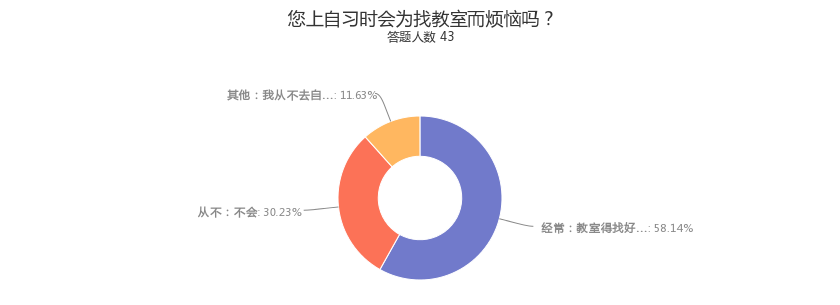 您上自习时会为找教室而烦恼吗？
答题人数 43
其他：我从不去自…: 11.63%
从不：不会: 30.23%
经常：教室得找好…: 58.14%